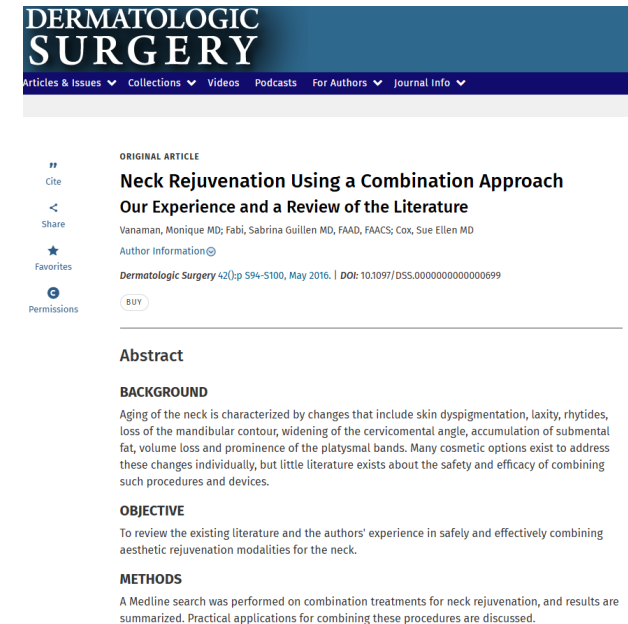 DERMATOLOGIC
SURGERY
Articles & Issues Collections Videos Podcasts For Authors Journal Info
Cite
Share
Favorites
Permissions
ORIGINAL ARTICLE
Neck Rejuvenation Using a Combination Approach
Our Experience and a Review of the Literature
Vanaman, Monique MD; Fabi, Sabrina Guillen MD, FAAD, FAACS; Cox, Sue Ellen MD
Author Information
Dermatologic Surgery 42():p S94-S100, May 2016. | DOI: 10.1097/DSS.0000000000000699
BUY
Abstract
BACKGROUND
Aging of the neck is characterized by changes that include skin dyspigmentation, laxity, rhytides,
loss of the mandibular contour, widening of the cervicomental angle, accumulation of submental
fat, volume loss and prominence of the platysmal bands. Many cosmetic options exist to address
these changes individually, but little literature exists about the safety and efficacy of combining
such procedures and devices.
OBJECTIVE
To review the existing literature and the authors' experience in safely and effectively combining
aesthetic rejuvenation modalities for the neck.
METHODS
A Medline search was performed on combination treatments for neck rejuvenation, and results are
summarized. Practical applications for combining these procedures are discussed.